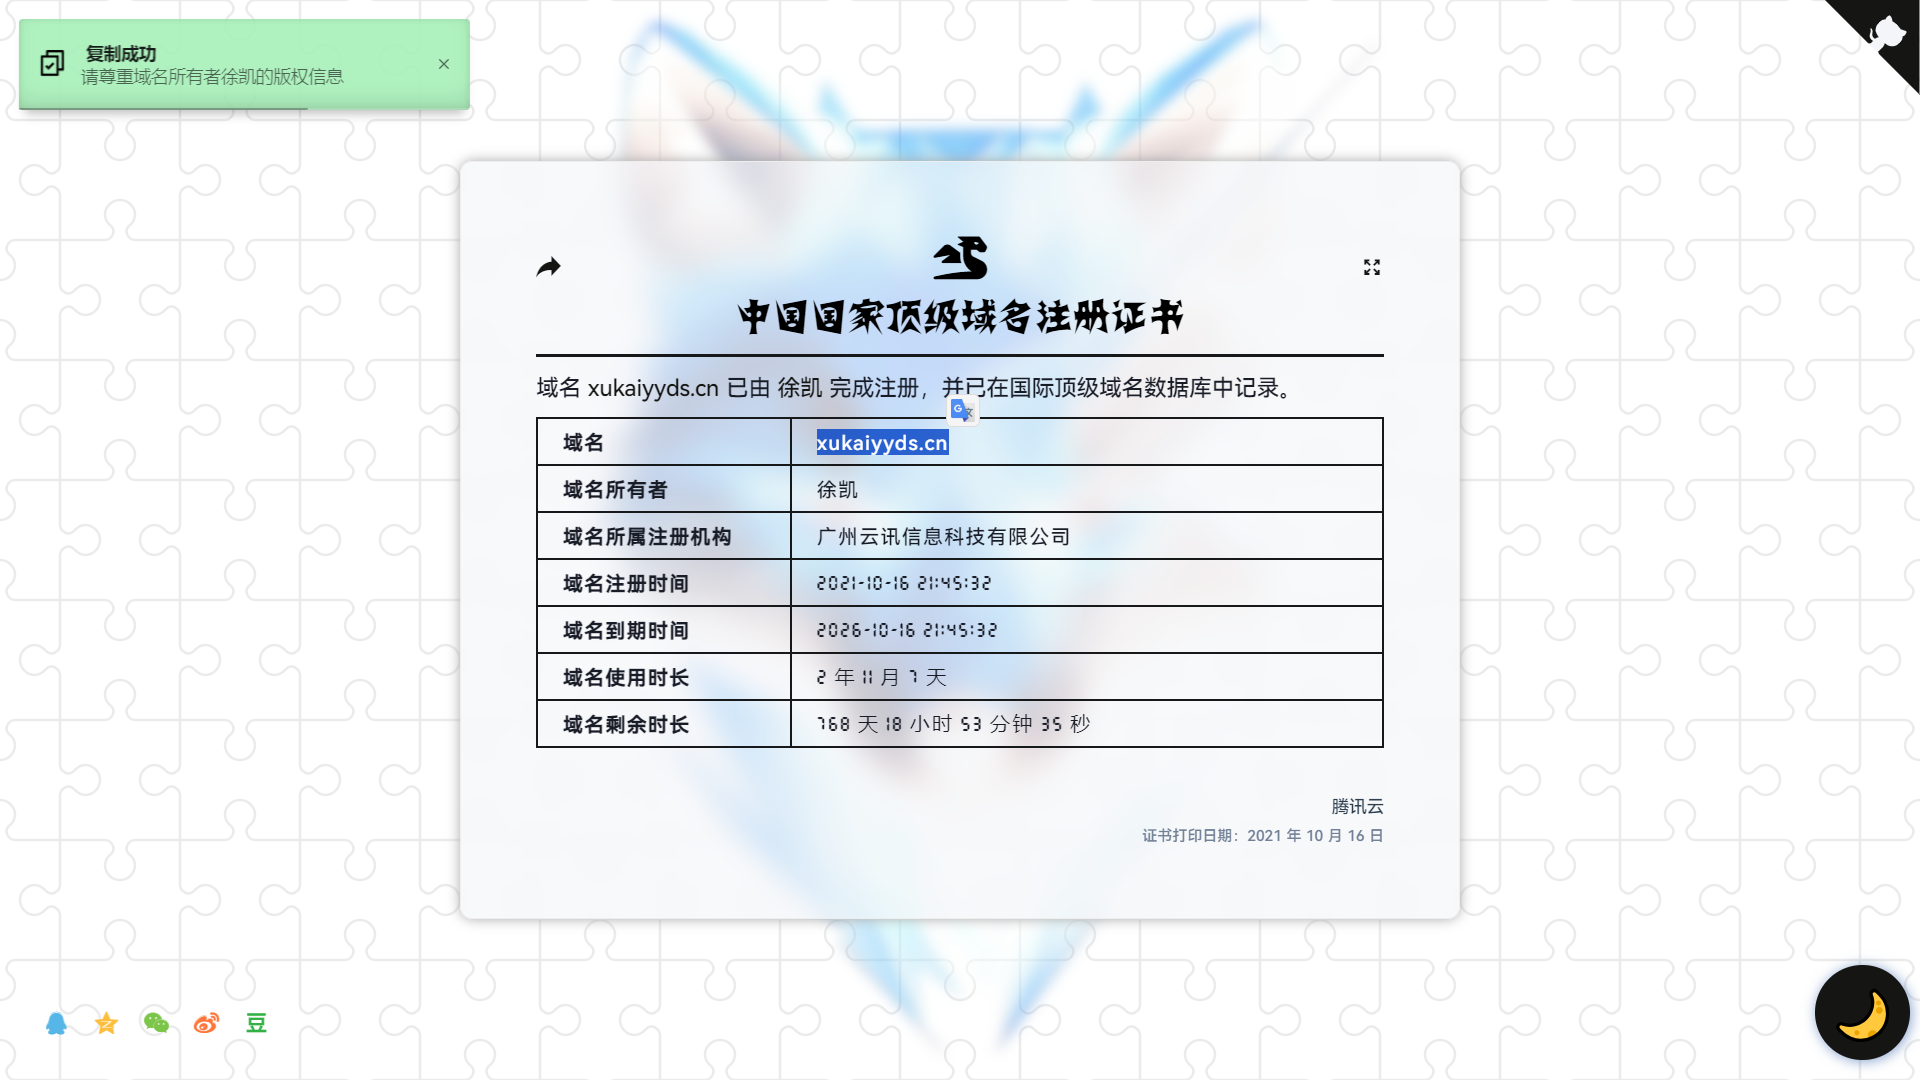 复制成功
请尊重域名所有者徐凯的版权信息
中国国家顶级域名注册证书
域名 xukaiyyds.cn 已由 徐凯 完成注册，并已在国际顶级域名数据库中记录。
域名 xukaiyyds.cn
域名所有者 徐凯
域名所属注册机构 广州云讯信息科技有限公司
域名注册时间 2021-10-16 21:45:32
域名到期时间 2026-10-16 21:45:32
域名使用时长 2 年 11 月 7 天
域名剩余时长 768 天 18 小时 53 分钟 35 秒
腾讯云
证书打印日期：2021 年 10 月 16 日
豆